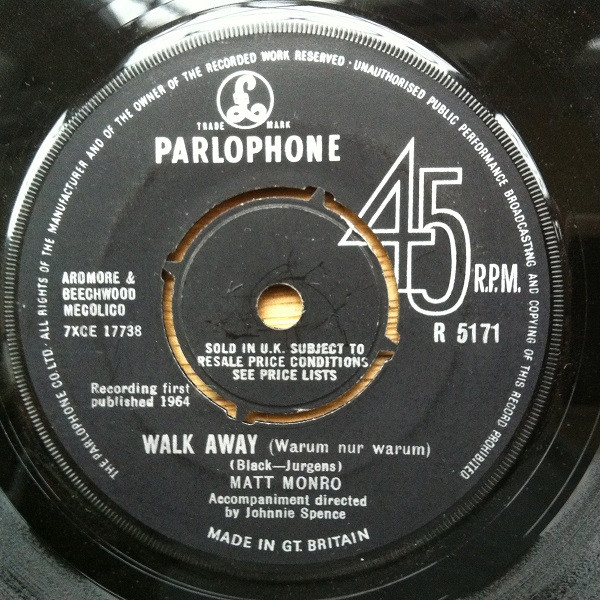 THE PARLOPHONE CO. LTD. ALL RIGHTS OF THE MANUFACTURER AND OF THE OWNER OF THE RECORDED WORK RESERVED · UNAUTHORISED PUBLIC PERFORMANCE BROADCASTING AND COPYING OF THIS RECORD PROHIBITED
£
TRADE MARK
PARLOPHONE
45 R.P.M.
ARDMORE &
BEECHWOOD
MECOLICO
7XCE 17738
R 5171
SOLD IN U.K. SUBJECT TO
RESALE PRICE CONDITIONS
SEE PRICE LISTS
Recording first
published 1964
WALK AWAY (Warum nur warum)
(Black—Jurgens)
MATT MONRO
Accompaniment directed
by Johnnie Spence
MADE IN GT. BRITAIN